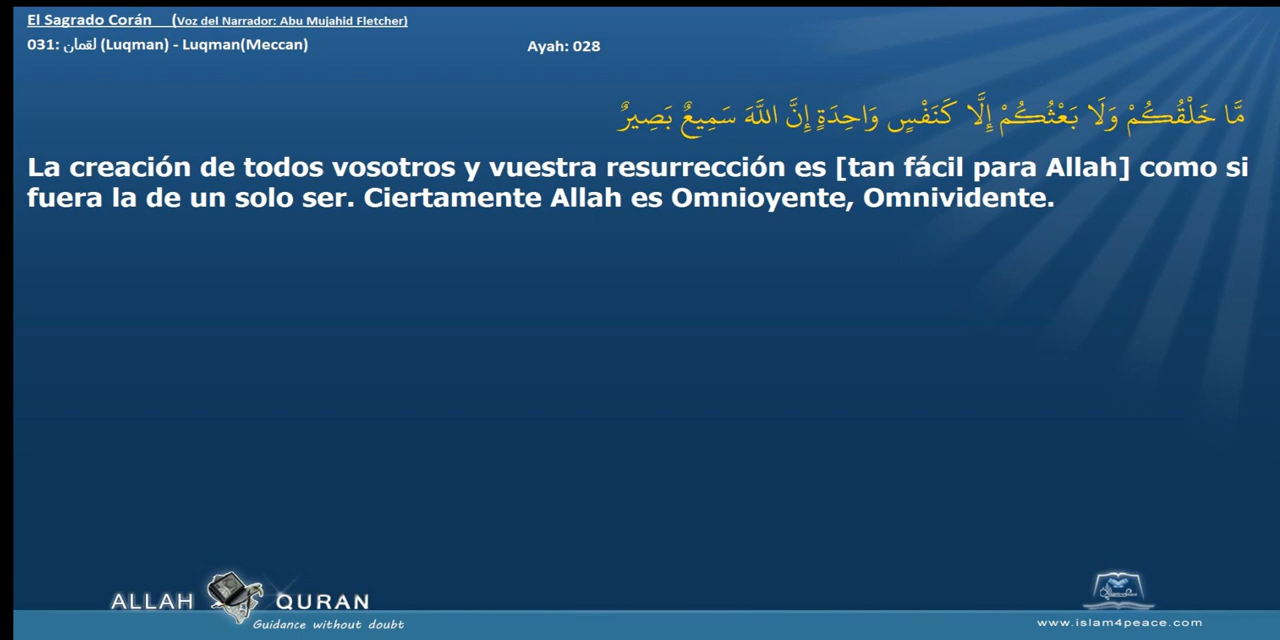 El Sagrado Corán (Voz del Narrador: Abu Mujahid Fletcher)
031: لقمان (Luqman) - Luqman(Meccan) Ayah: 028
مَّا خَلْقُكُمْ وَلَا بَعْثُكُمْ إِلَّا كَنَفْسٍ وَاحِدَةٍ إِنَّ اللَّهَ سَمِيعٌ بَصِيرٌ
La creación de todos vosotros y vuestra resurrección es [tan fácil para Allah] como si
fuera la de un solo ser. Ciertamente Allah es Omnioyente, Omnividente.
ALLAH QURAN
Guidance without doubt
www.islam4peace.com